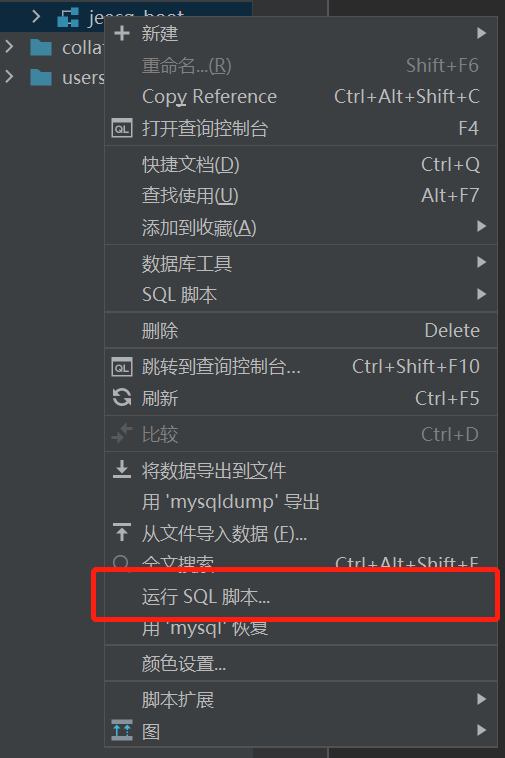 新建
collat
重命名...(R) Shift+F6
users
Copy Reference Ctrl+Alt+Shift+C
打开查询控制台 F4
快捷文档(D) Ctrl+Q
查找使用(U) Alt+F7
添加到收藏(A)
数据库工具
SQL 脚本
删除 Delete
跳转到查询控制台... Ctrl+Shift+F10
刷新 Ctrl+F5
比较 Ctrl+D
将数据导出到文件
用 'mysqldump' 导出
从文件导入数据 (F)...
全文搜索 Ctrl+Alt+Shift+F
运行 SQL 脚本...
用 'mysql' 恢复
颜色设置...
脚本扩展
图